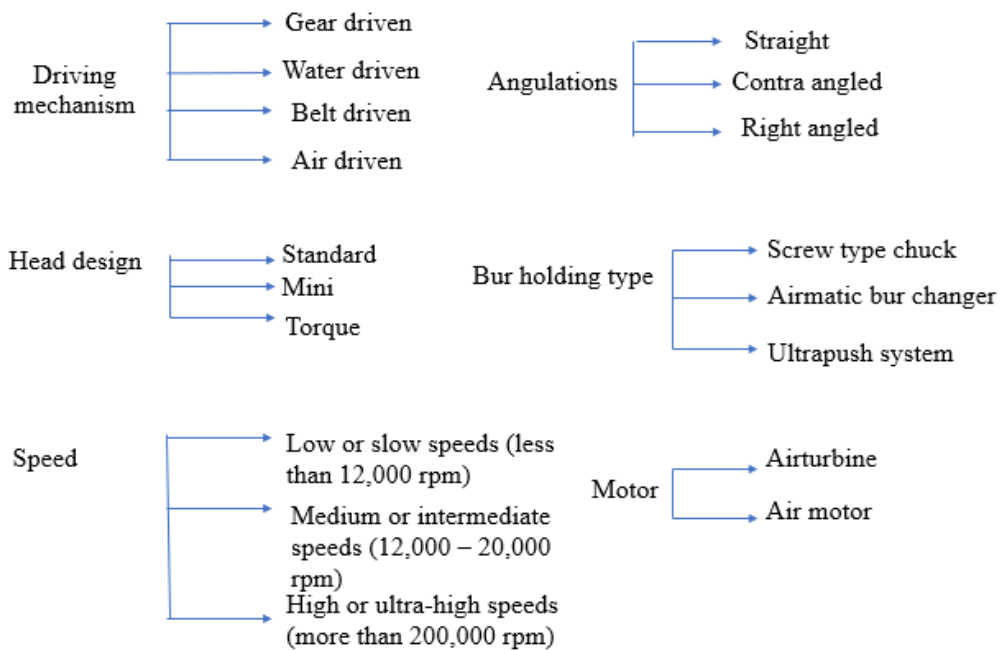 Driving
mechanism
Gear driven
Water driven
Belt driven
Air driven
Angulations
Straight
Contra angled
Right angled
Head design
Standard
Mini
Torque
Bur holding type
Screw type chuck
Airmatic bur changer
Ultrapush system
Speed
Low or slow speeds (less
than 12,000 rpm)
Medium or intermediate
speeds (12,000 – 20,000
rpm)
High or ultra-high speeds
(more than 200,000 rpm)
Motor
Airturbine
Air motor